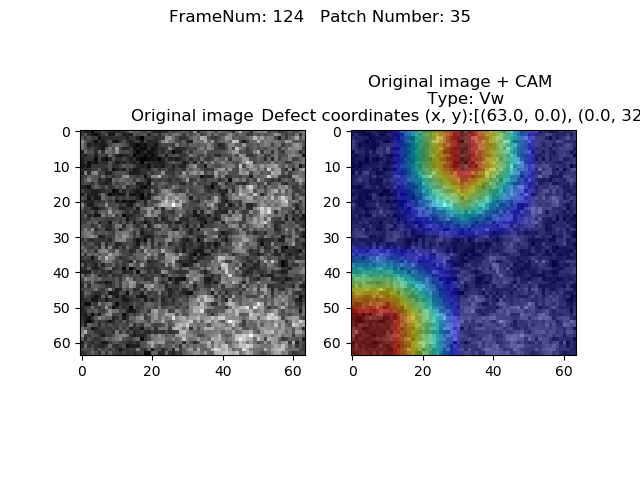 FrameNum: 124   Patch Number: 35
Original image
Original image + CAM
Type: Vw
Defect coordinates (x, y):[(63.0, 0.0), (0.0, 32
0
10
20
30
40
50
60
0 20 40 60
0
10
20
30
40
50
60
0 20 40 60